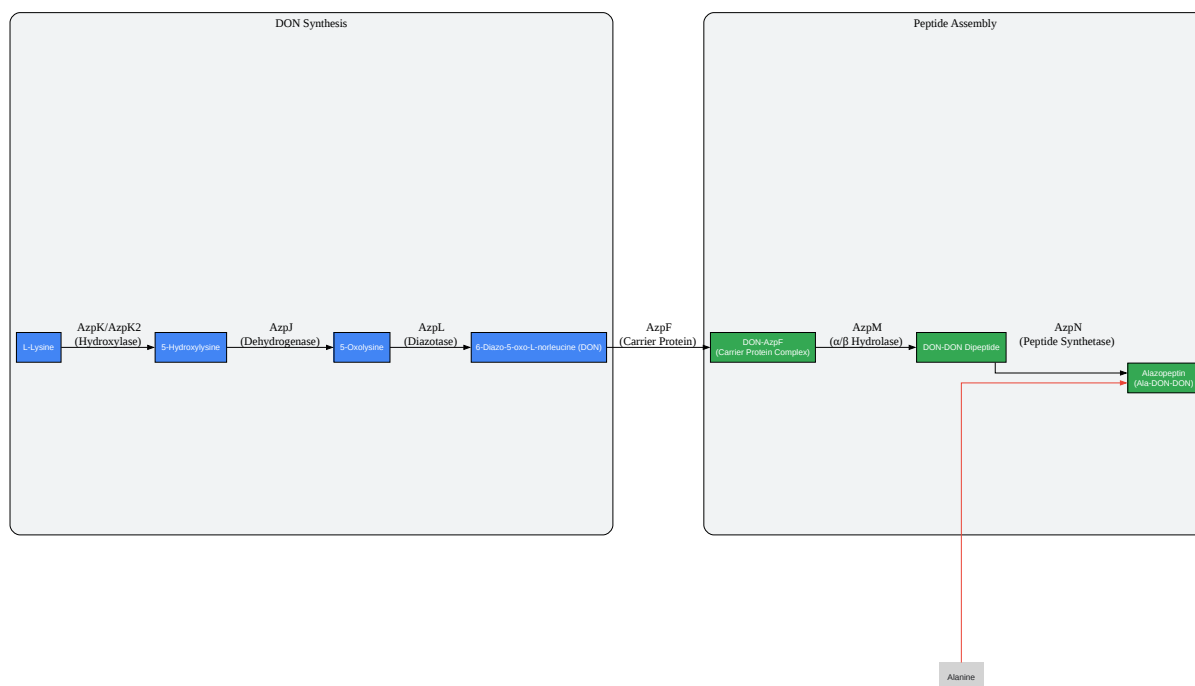 DON Synthesis
Peptide Assembly
L-Lysine
AzpK/AzpK2
(Hydroxylase)
5-Hydroxylysine
AzpJ
(Dehydrogenase)
5-Oxolysine
AzpL
(Diazotase)
6-Diazo-5-oxo-L-norleucine (DON)
AzpF
(Carrier Protein)
DON-AzpF
(Carrier Protein Complex)
AzpM
(α/β Hydrolase)
DON-DON Dipeptide
AzpN
(Peptide Synthetase)
Alazopeptin
(Ala-DON-DON)
Alanine